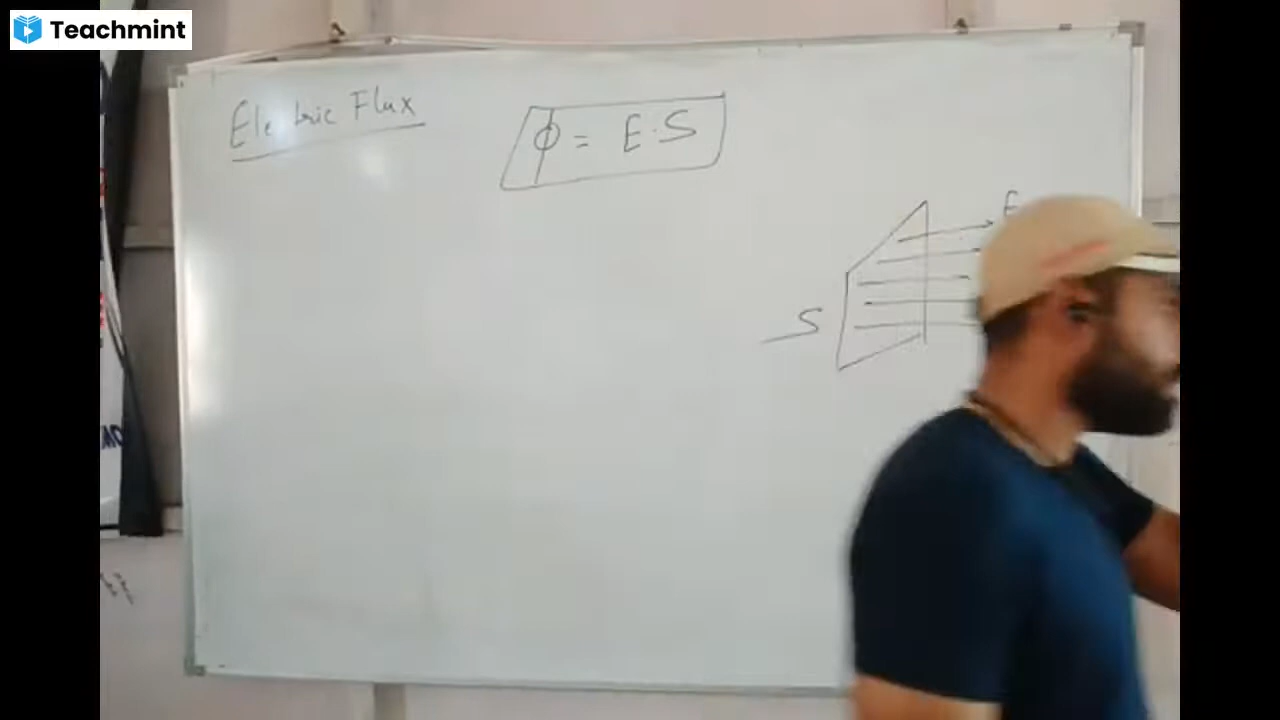 Teachmint
Electric Flux
ϕ = E·S
E
S